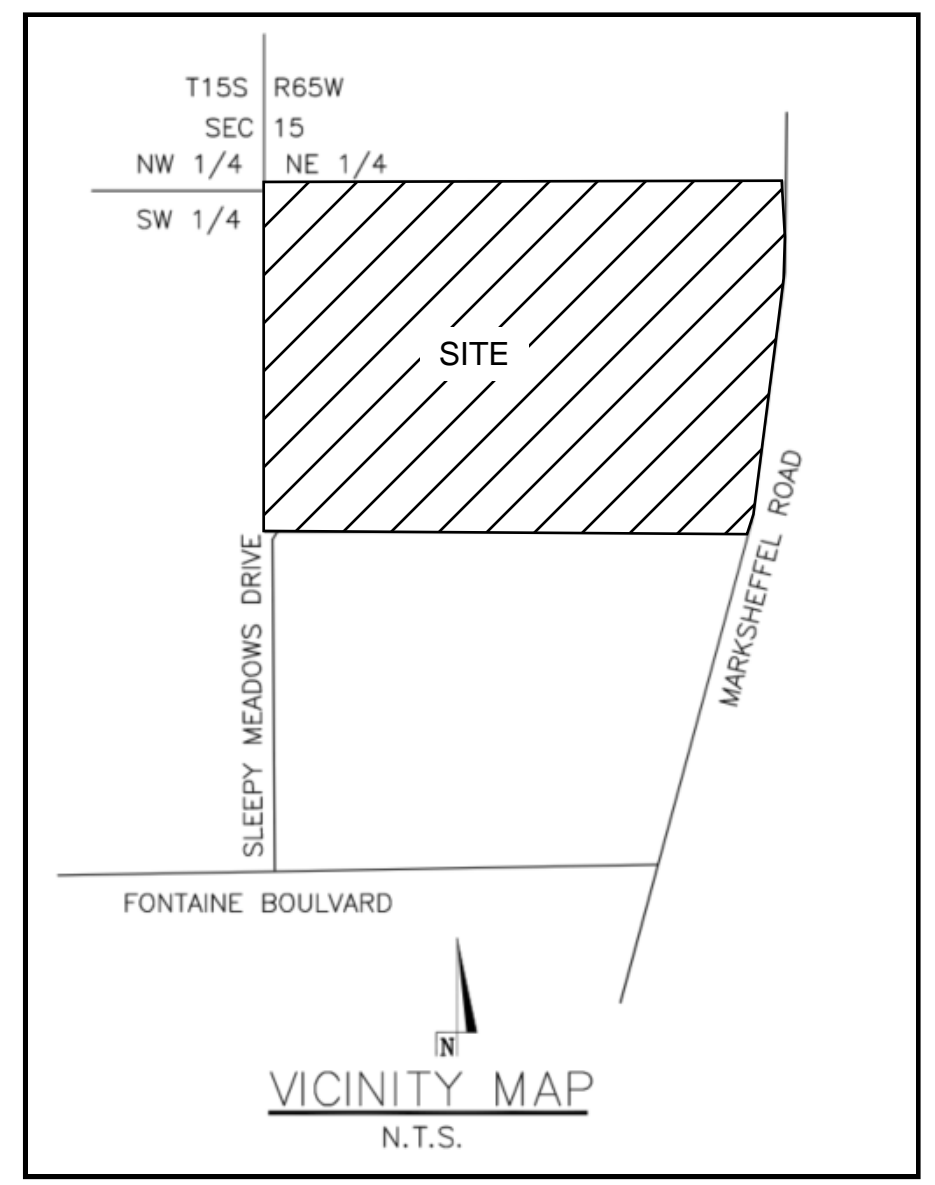 T15S R65W
SEC 15
NW 1/4 NE 1/4
SW 1/4
SITE
MARKSHEFFEL ROAD
SLEEPY MEADOWS DRIVE
FONTAINE BOULVARD
N
VICINITY MAP
N.T.S.